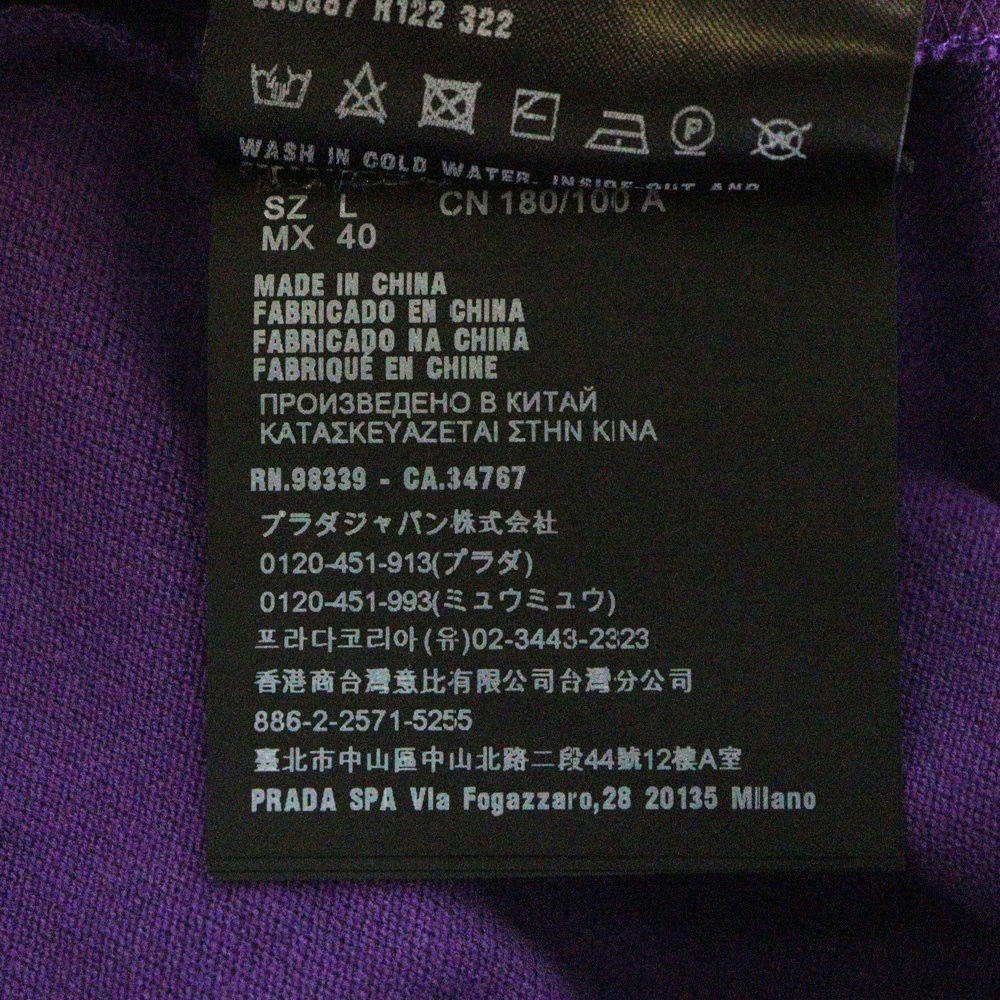 R122 322
WASH IN COLD WATER, INSIDE-OUT AND
SZ L CN 180/100 A
MX 40
MADE IN CHINA
FABRICADO EN CHINA
FABRICADO NA CHINA
FABRIQUÉ EN CHINE
ПРОИЗВЕДЕНО В КИТАЙ
ΚΑΤΑΣΚΕΥΑΖΕΤΑΙ ΣΤΗΝ ΚΙΝΑ
RN.98339 - CA.34767
プラダジャパン株式会社
0120-451-913(プラダ)
0120-451-993(ミュウミュウ)
프라다코리아(유)02-3443-2323
香港商台灣意比有限公司台灣分公司
886-2-2571-5255
臺北市中山區中山北路二段44號12樓A室
PRADA SPA Via Fogazzaro,28 20135 Milano